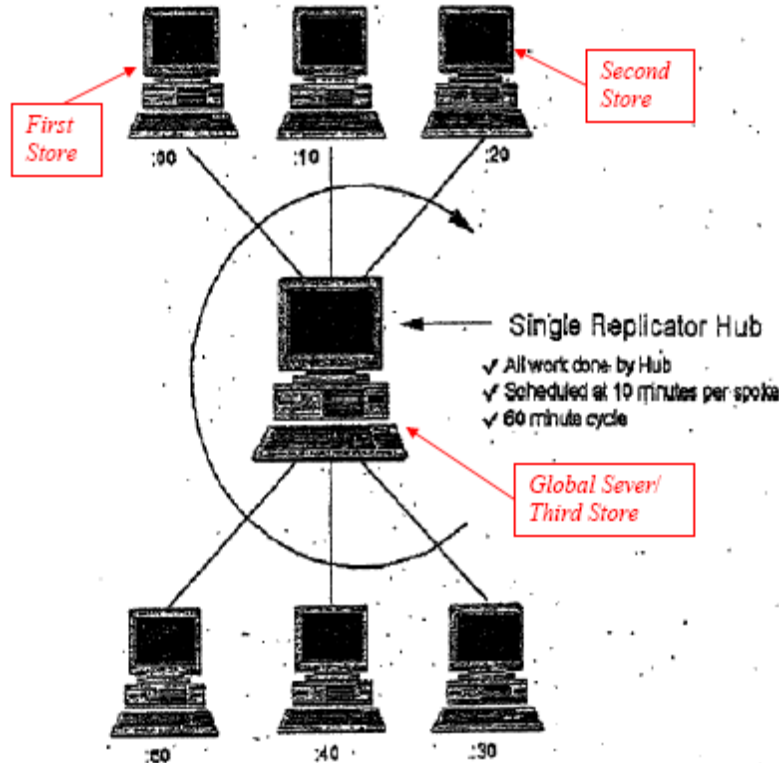 First
Store
Second
Store
:00
:10
:20
Single Replicator Hub
✓ All work done by Hub
✓ Scheduled at 10 minutes per spoke
✓ 60 minute cycle
Global Sever/
Third Store
:50
:40
:30